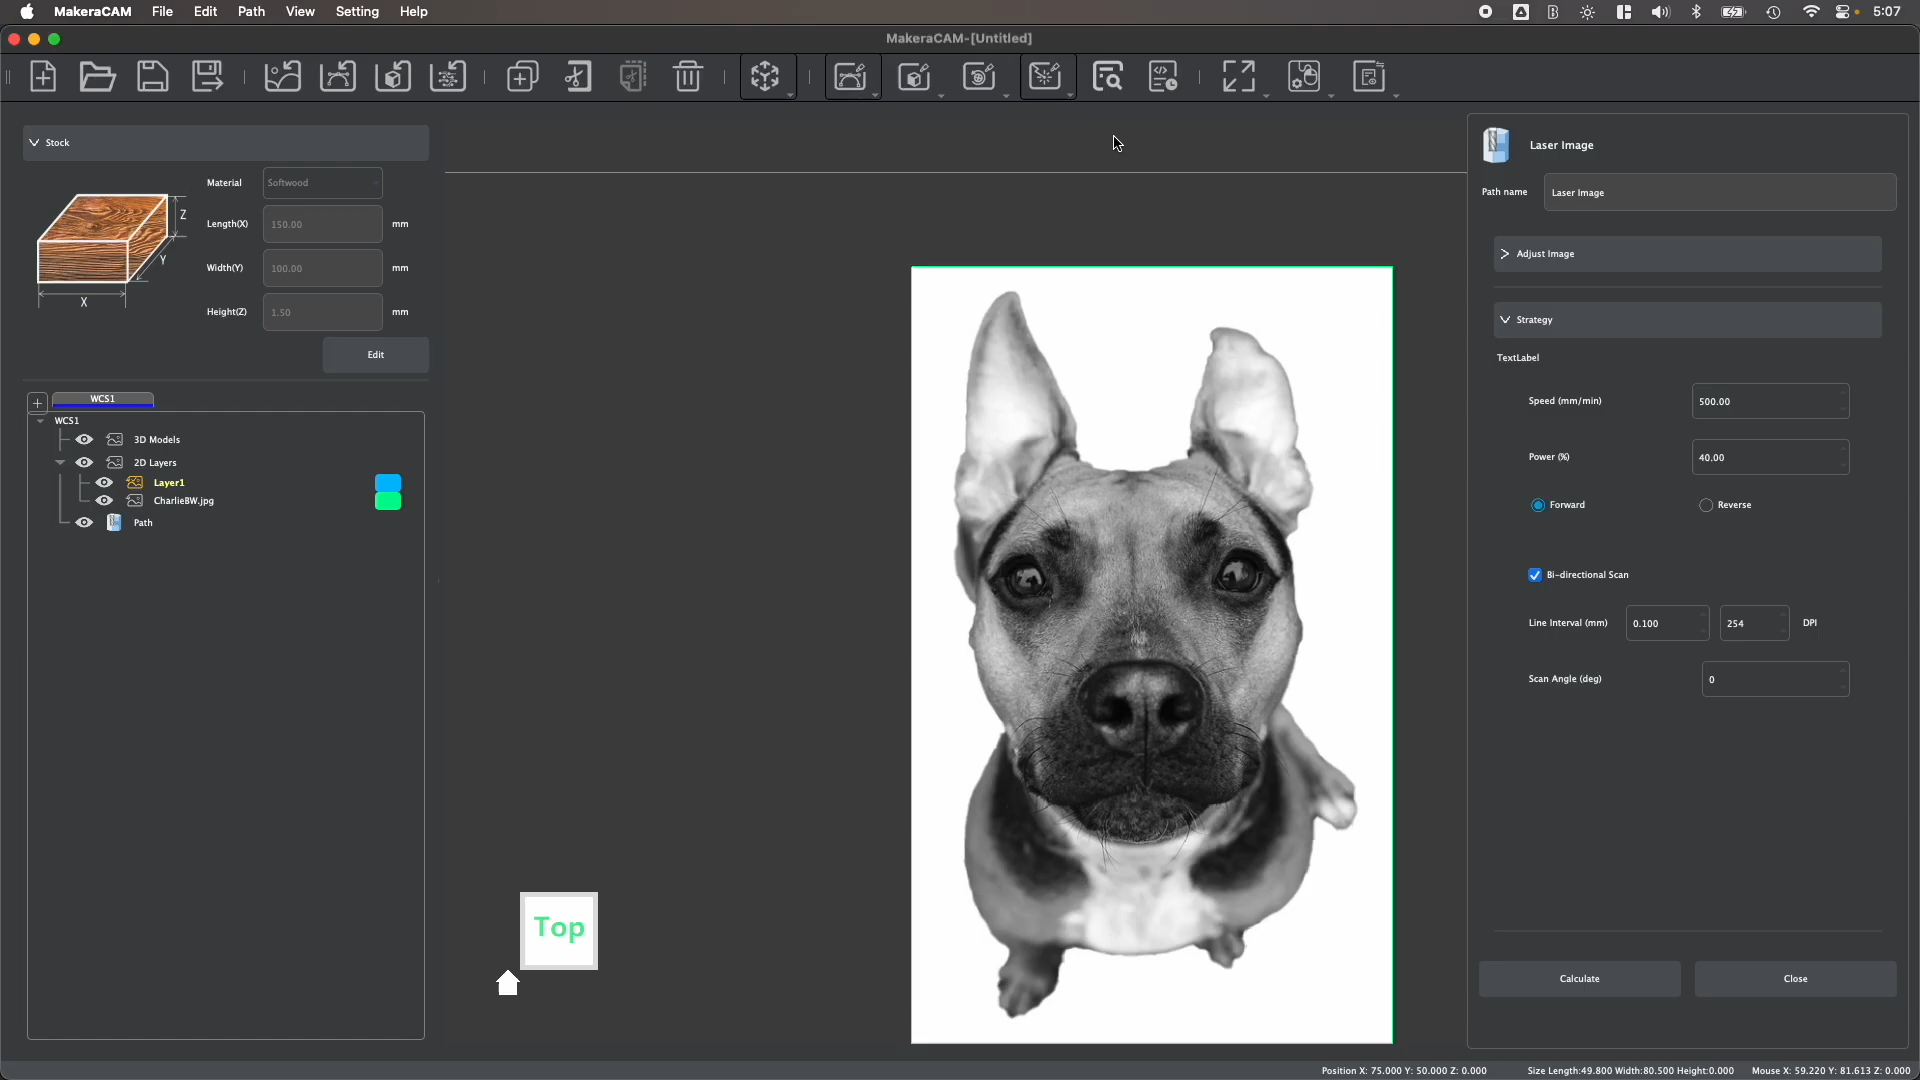 MakeraCAM File Edit Path View Setting Help 5:07
MakeraCAM-[Untitled]
Stock
Material Softwood
Length(X) 150.00 mm
Width(Y) 100.00 mm
Height(Z) 1.50 mm
Z
Y
X
Edit
+ WCS1
WCS1
3D Models
2D Layers
Layer1
CharlieBW.jpg
Path
Top
Laser Image
Path name Laser Image
Adjust Image
Strategy
TextLabel
Speed (mm/min) 500.00
Power (%) 40.00
Forward Reverse
Bi-directional Scan
Line Interval (mm) 0.100 254 DPI
Scan Angle (deg) 0
Calculate Close
Position X: 75.000 Y: 50.000 Z: 0.000 Size Length:49.800 Width:80.500 Height:0.000 Mouse X: 59.220 Y: 81.613 Z: 0.000